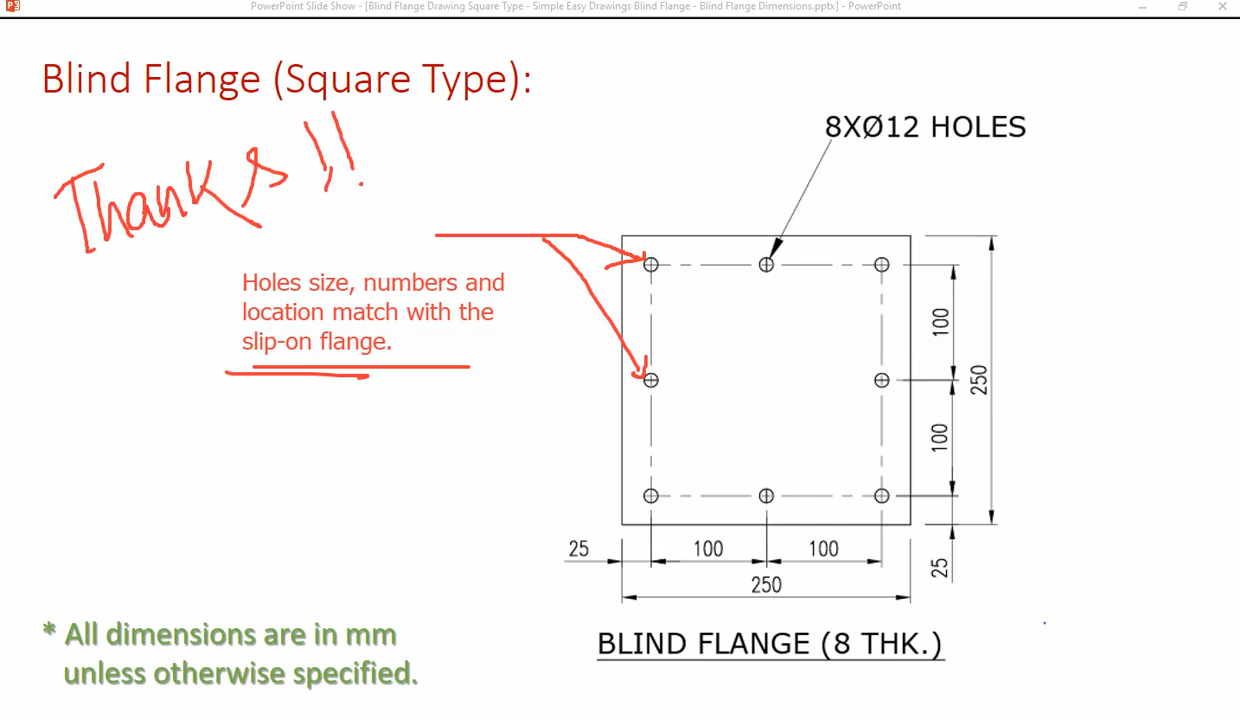 PowerPoint Slide Show - [Blind Flange Drawing Square Type - Simple Easy Drawings Blind Flange - Blind Flange Dimensions.pptx] - PowerPoint
Blind Flange (Square Type):
Thanks!!
8XØ12 HOLES
Holes size, numbers and
location match with the
slip-on flange.
100
250
100
25
100
100
25
250
BLIND FLANGE (8 THK.)
* All dimensions are in mm
unless otherwise specified.